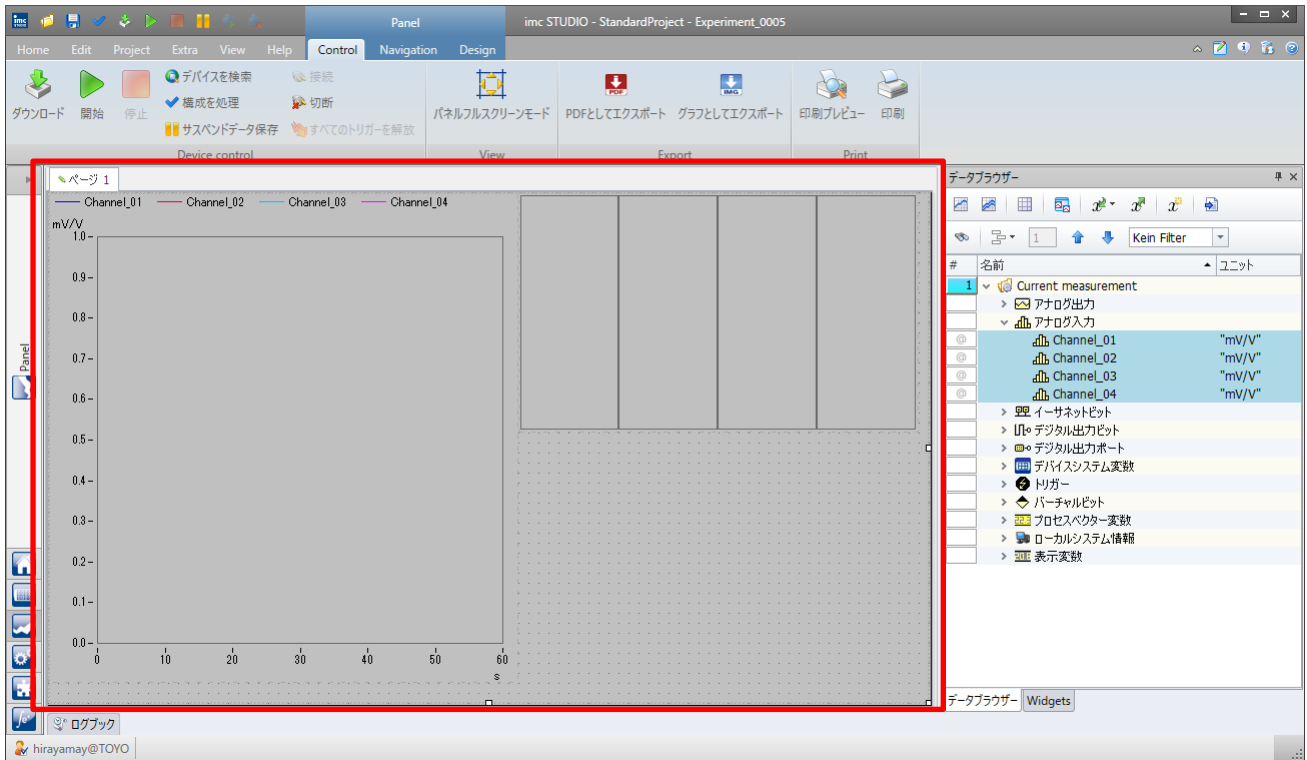 imc STUDIO
Panel
imc STUDIO - StandardProject - Experiment_0005
Home Edit Project Extra View Help Control Navigation Design
ダウンロード
開始
停止
デバイスを検索
構成を処理
サスペンドデータ保存
接続
切断
すべてのトリガーを解放
Device control
パネルフルスクリーンモード
View
PDF
PDFとしてエクスポート
IMG
グラフとしてエクスポート
Export
印刷プレビュー
印刷
Print
Panel
ページ 1
Channel_01 Channel_02 Channel_03 Channel_04
mV/V
1.0
0.9
0.8
0.7
0.6
0.5
0.4
0.3
0.2
0.1
0.0
0 10 20 30 40 50 60
s
データブラウザー
1 Kein Filter
# 名前 ユニット
1 Current measurement
アナログ出力
アナログ入力
@ Channel_01 "mV/V"
@ Channel_02 "mV/V"
@ Channel_03 "mV/V"
@ Channel_04 "mV/V"
イーサネットビット
デジタル出力ビット
デジタル出力ポート
デバイスシステム変数
トリガー
バーチャルビット
プロセスベクター変数
ローカルシステム情報
表示変数
データブラウザー Widgets
ログブック
hirayamay@TOYO